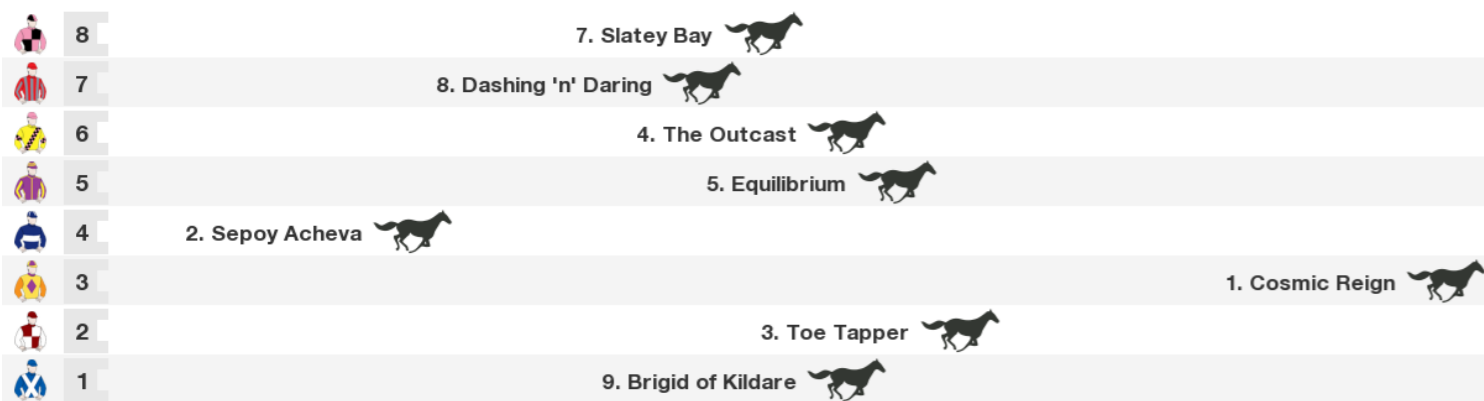 8 7. Slatey Bay
7 8. Dashing 'n' Daring
6 4. The Outcast
5 5. Equilibrium
4 2. Sepoy Acheva
3 1. Cosmic Reign
2 3. Toe Tapper
1 9. Brigid of Kildare